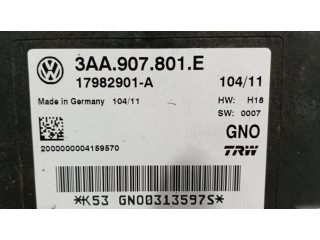 3AA.907.801.E
17982901-A 104/11
Made in Germany 104/11 HW: H18
SW: 0007
GNO
2000000004159570 TRW
*K53 GNO0313597S*